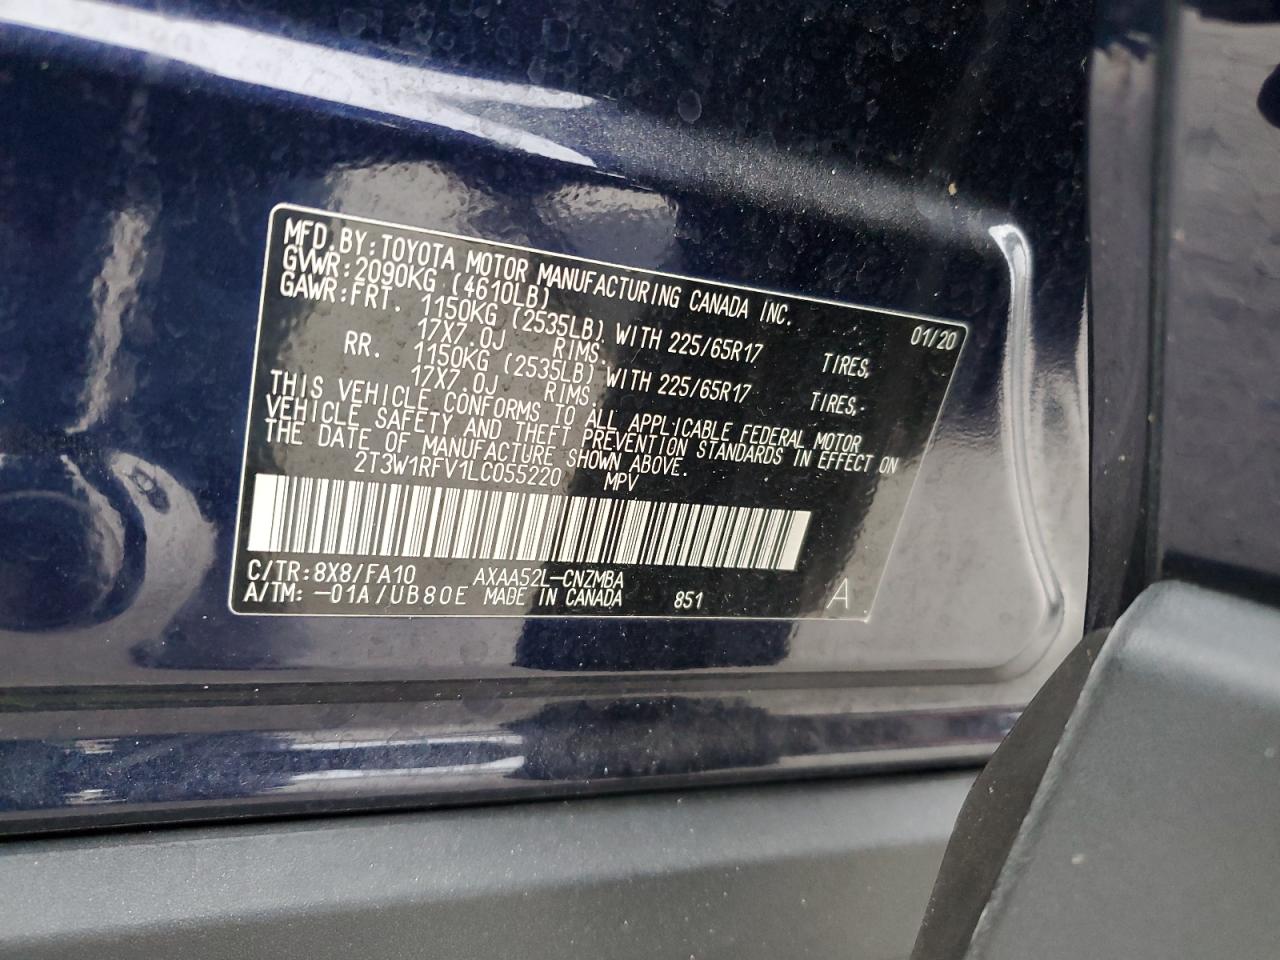 MFD.BY:TOYOTA MOTOR MANUFACTURING CANADA INC.
GVWR:2090KG (4610LB) 01/20
GAWR:FRT. 1150KG (2535LB) WITH 225/65R17 TIRES,
17X7.0J RIMS.
RR. 1150KG (2535LB) WITH 225/65R17 TIRES,
17X7.0J RIMS
THIS VEHICLE CONFORMS TO ALL APPLICABLE FEDERAL MOTOR
VEHICLE SAFETY AND THEFT PREVENTION STANDARDS IN EFFECT ON
THE DATE OF MANUFACTURE SHOWN ABOVE.
2T3W1RFV1LC055220 MPV
C/TR:8X8/FA10 AXAA52L-CNZMBA
A/TM: -01A/UB80E MADE IN CANADA 851 A